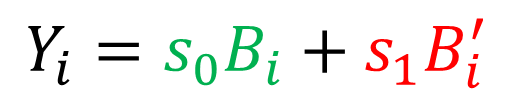 Yᵢ = s₀Bᵢ + s₁B′ᵢ